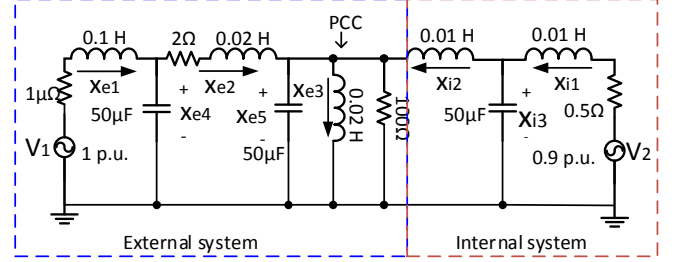 PCC
0.1 H
2Ω
0.02 H
0.01 H
0.01 H
1μΩ
xe1
xe2
xe3
xi2
xi1
50μF
+
xe4
-
+
xe5
-
50μF
0.02 H
100Ω
50μF
+
xi3
-
0.5Ω
V1
1 p.u.
0.9 p.u.
V2
External system
Internal system